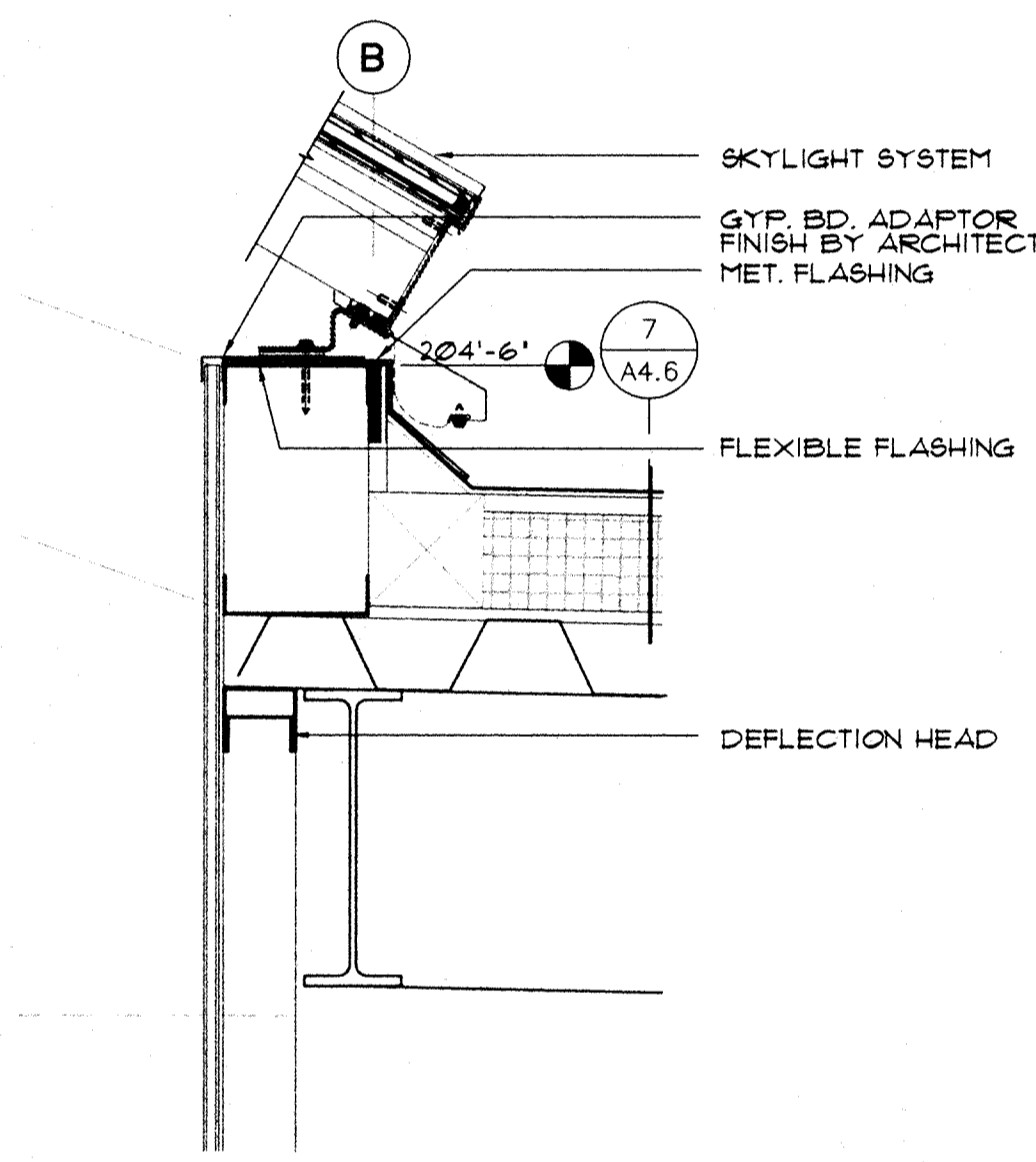 B
SKYLIGHT SYSTEM
GYP. BD. ADAPTOR
FINISH BY ARCHITECT
MET. FLASHING
204'-6"
7
A4.6
FLEXIBLE FLASHING
DEFLECTION HEAD